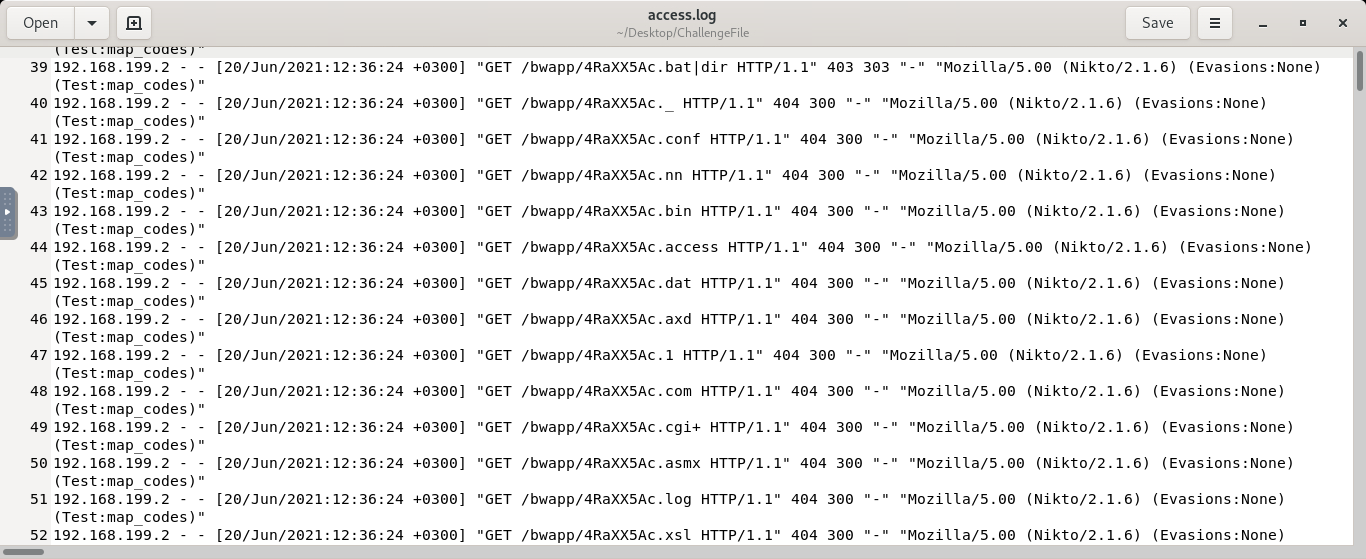 Open
access.log
~/Desktop/ChallengeFile
Save
(Test:map_codes)"
39 192.168.199.2 - - [20/Jun/2021:12:36:24 +0300] "GET /bwapp/4RaXX5Ac.bat|dir HTTP/1.1" 403 303 "-" "Mozilla/5.00 (Nikto/2.1.6) (Evasions:None)
(Test:map_codes)"
40 192.168.199.2 - - [20/Jun/2021:12:36:24 +0300] "GET /bwapp/4RaXX5Ac._ HTTP/1.1" 404 300 "-" "Mozilla/5.00 (Nikto/2.1.6) (Evasions:None)
(Test:map_codes)"
41 192.168.199.2 - - [20/Jun/2021:12:36:24 +0300] "GET /bwapp/4RaXX5Ac.conf HTTP/1.1" 404 300 "-" "Mozilla/5.00 (Nikto/2.1.6) (Evasions:None)
(Test:map_codes)"
42 192.168.199.2 - - [20/Jun/2021:12:36:24 +0300] "GET /bwapp/4RaXX5Ac.nn HTTP/1.1" 404 300 "-" "Mozilla/5.00 (Nikto/2.1.6) (Evasions:None)
(Test:map_codes)"
43 192.168.199.2 - - [20/Jun/2021:12:36:24 +0300] "GET /bwapp/4RaXX5Ac.bin HTTP/1.1" 404 300 "-" "Mozilla/5.00 (Nikto/2.1.6) (Evasions:None)
(Test:map_codes)"
44 192.168.199.2 - - [20/Jun/2021:12:36:24 +0300] "GET /bwapp/4RaXX5Ac.access HTTP/1.1" 404 300 "-" "Mozilla/5.00 (Nikto/2.1.6) (Evasions:None)
(Test:map_codes)"
45 192.168.199.2 - - [20/Jun/2021:12:36:24 +0300] "GET /bwapp/4RaXX5Ac.dat HTTP/1.1" 404 300 "-" "Mozilla/5.00 (Nikto/2.1.6) (Evasions:None)
(Test:map_codes)"
46 192.168.199.2 - - [20/Jun/2021:12:36:24 +0300] "GET /bwapp/4RaXX5Ac.axd HTTP/1.1" 404 300 "-" "Mozilla/5.00 (Nikto/2.1.6) (Evasions:None)
(Test:map_codes)"
47 192.168.199.2 - - [20/Jun/2021:12:36:24 +0300] "GET /bwapp/4RaXX5Ac.1 HTTP/1.1" 404 300 "-" "Mozilla/5.00 (Nikto/2.1.6) (Evasions:None)
(Test:map_codes)"
48 192.168.199.2 - - [20/Jun/2021:12:36:24 +0300] "GET /bwapp/4RaXX5Ac.com HTTP/1.1" 404 300 "-" "Mozilla/5.00 (Nikto/2.1.6) (Evasions:None)
(Test:map_codes)"
49 192.168.199.2 - - [20/Jun/2021:12:36:24 +0300] "GET /bwapp/4RaXX5Ac.cgi+ HTTP/1.1" 404 300 "-" "Mozilla/5.00 (Nikto/2.1.6) (Evasions:None)
(Test:map_codes)"
50 192.168.199.2 - - [20/Jun/2021:12:36:24 +0300] "GET /bwapp/4RaXX5Ac.asmx HTTP/1.1" 404 300 "-" "Mozilla/5.00 (Nikto/2.1.6) (Evasions:None)
(Test:map_codes)"
51 192.168.199.2 - - [20/Jun/2021:12:36:24 +0300] "GET /bwapp/4RaXX5Ac.log HTTP/1.1" 404 300 "-" "Mozilla/5.00 (Nikto/2.1.6) (Evasions:None)
(Test:map_codes)"
52 192.168.199.2 - - [20/Jun/2021:12:36:24 +0300] "GET /bwapp/4RaXX5Ac.xsl HTTP/1.1" 404 300 "-" "Mozilla/5.00 (Nikto/2.1.6) (Evasions:None)